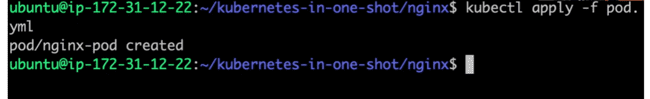 ubuntu@ip-172-31-12-22:~/kubernetes-in-one-shot/nginx$ kubectl apply -f pod.
yml
pod/nginx-pod created
ubuntu@ip-172-31-12-22:~/kubernetes-in-one-shot/nginx$